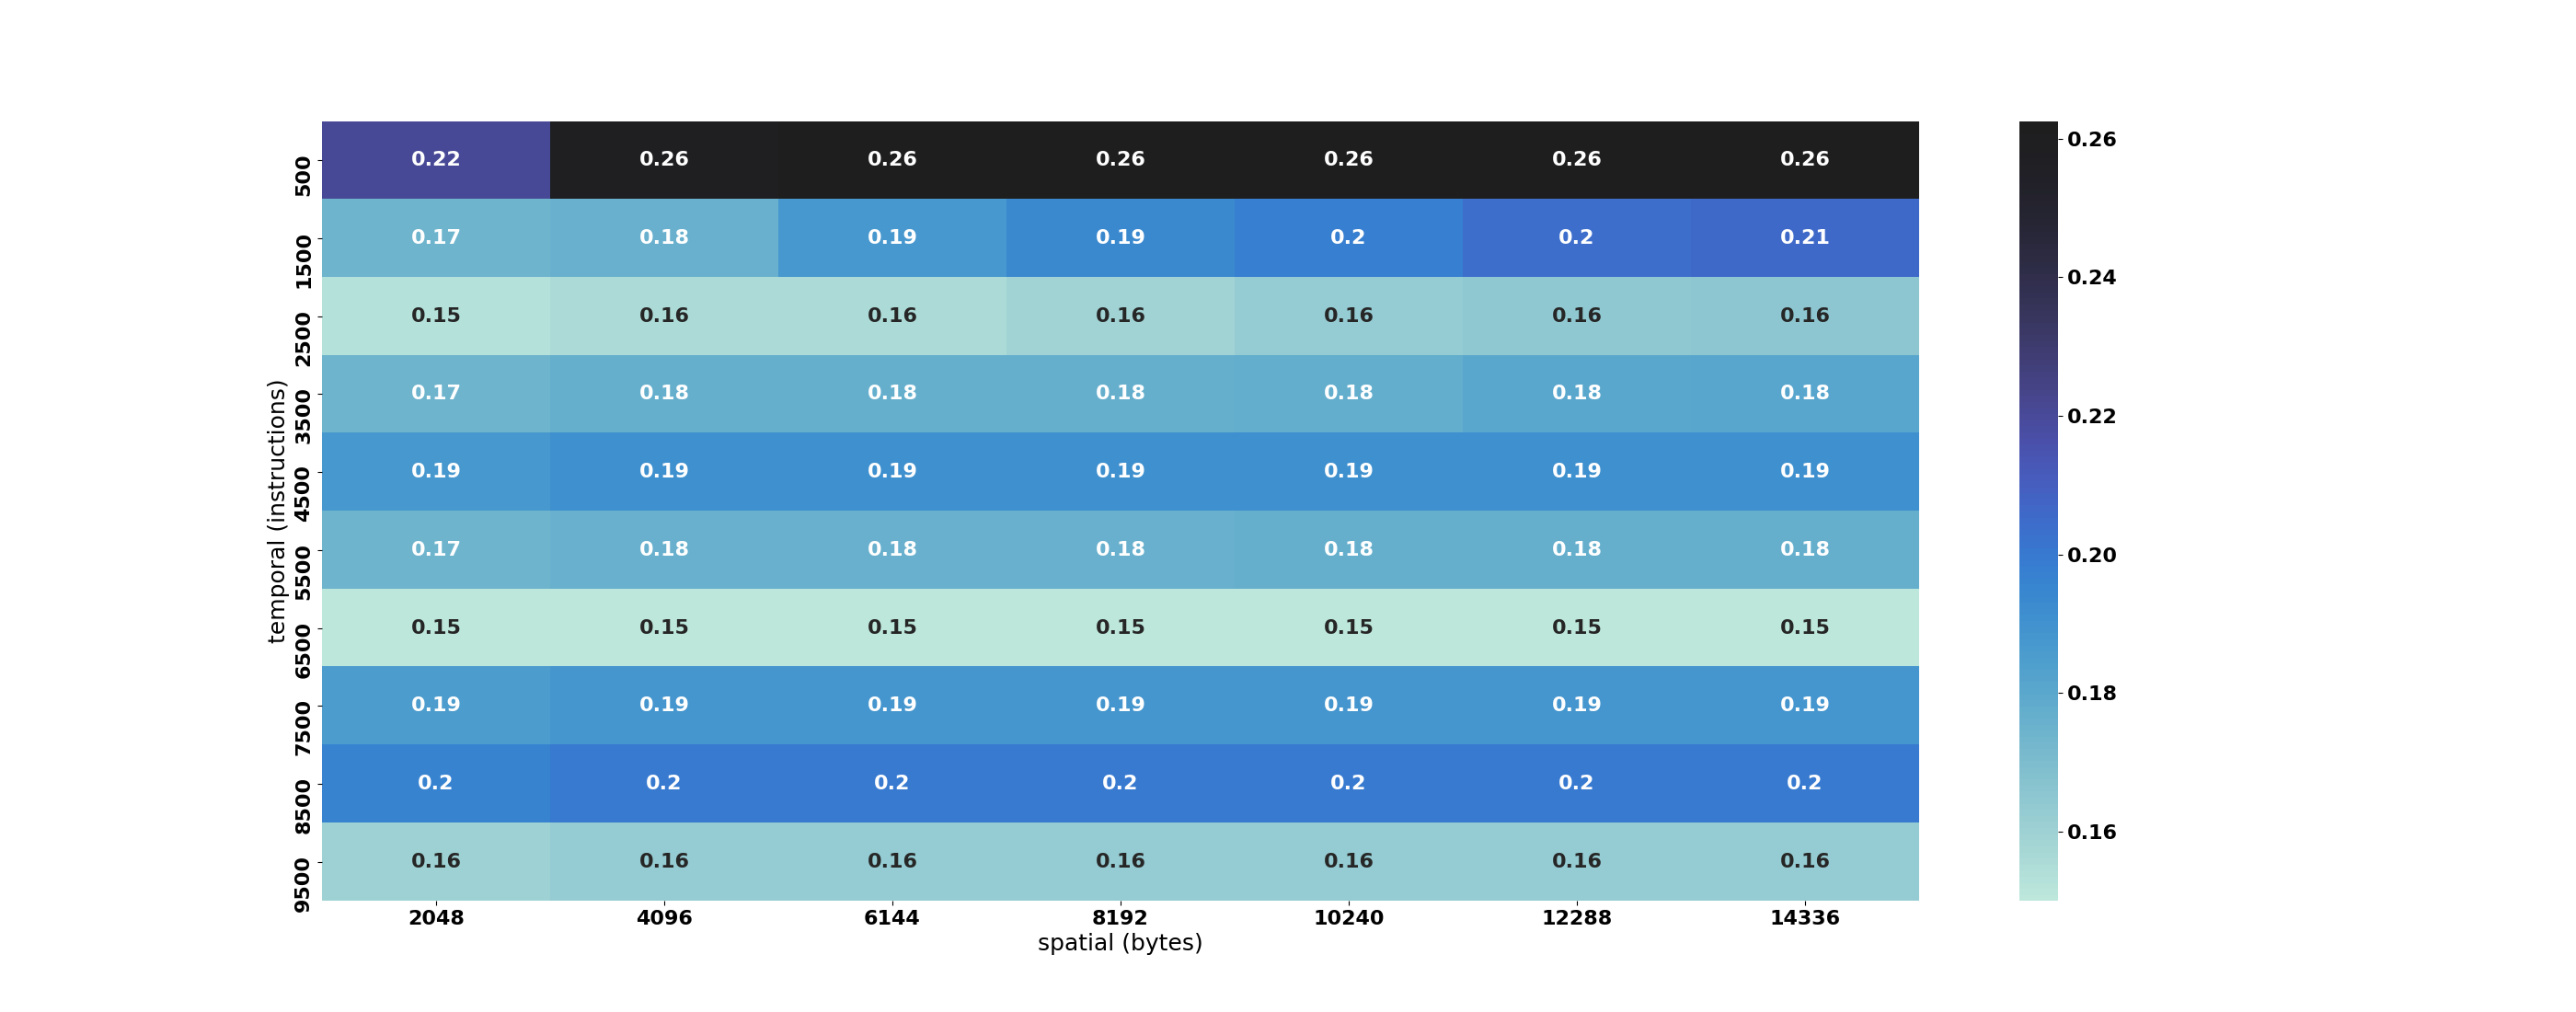 500 0.22 0.26 0.26 0.26 0.26 0.26 0.26
1500 0.17 0.18 0.19 0.19 0.2 0.2 0.21
2500 0.15 0.16 0.16 0.16 0.16 0.16 0.16
3500 0.17 0.18 0.18 0.18 0.18 0.18 0.18
4500 0.19 0.19 0.19 0.19 0.19 0.19 0.19
5500 0.17 0.18 0.18 0.18 0.18 0.18 0.18
6500 0.15 0.15 0.15 0.15 0.15 0.15 0.15
7500 0.19 0.19 0.19 0.19 0.19 0.19 0.19
8500 0.2 0.2 0.2 0.2 0.2 0.2 0.2
9500 0.16 0.16 0.16 0.16 0.16 0.16 0.16
2048 4096 6144 8192 10240 12288 14336
spatial (bytes)
temporal (instructions)
0.26
0.24
0.22
0.20
0.18
0.16